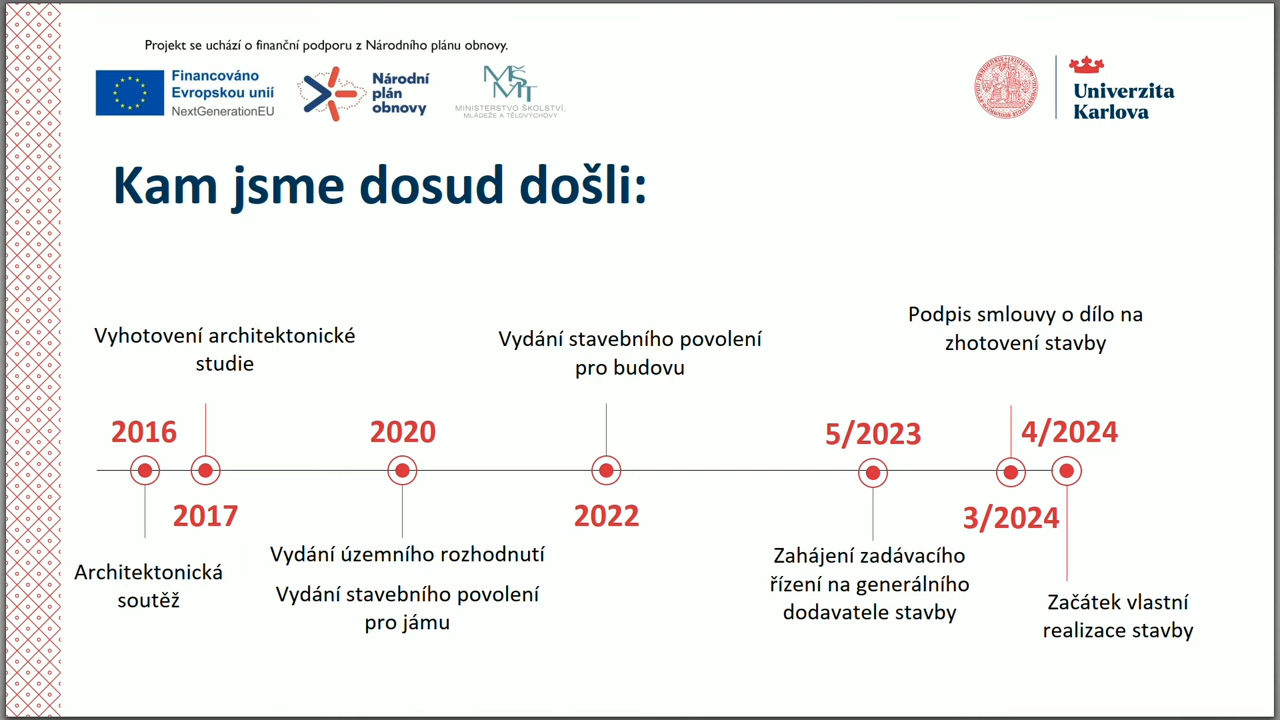 Projekt se uchází o finanční podporu z Národního plánu obnovy.
Financováno
Evropskou unií
NextGenerationEU
Národní
plán
obnovy
MŠMT
MINISTERSTVO ŠKOLSTVÍ,
MLÁDEŽE A TĚLOVÝCHOVY
Univerzita
Karlova
Kam jsme dosud došli:
Vyhotovení architektonické
studie
Vydání stavebního povolení
pro budovu
Podpis smlouvy o dílo na
zhotovení stavby
2016
2020
5/2023
4/2024
2017
2022
3/2024
Architektonická
soutěž
Vydání územního rozhodnutí
Vydání stavebního povolení
pro jámu
Zahájení zadávacího
řízení na generálního
dodavatele stavby
Začátek vlastní
realizace stavby